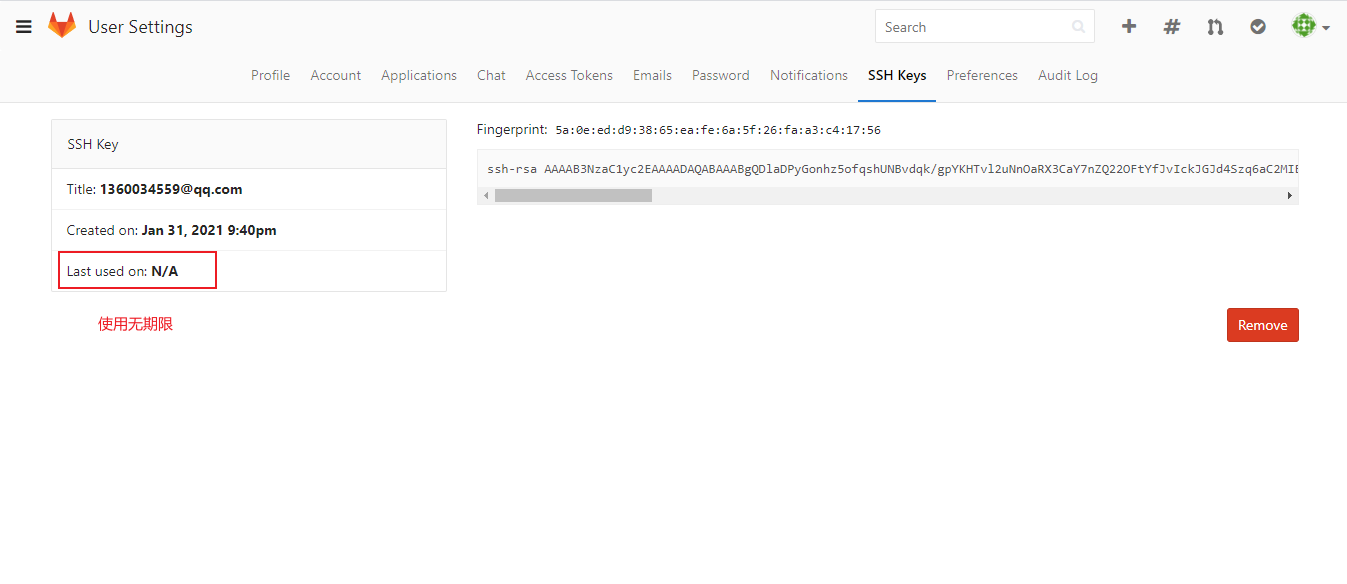 User Settings
Search
Profile Account Applications Chat Access Tokens Emails Password Notifications SSH Keys Preferences Audit Log
SSH Key
Title: 1360034559@qq.com
Created on: Jan 31, 2021 9:40pm
Last used on: N/A
使用无期限
Fingerprint: 5a:0e:ed:d9:38:65:ea:fe:6a:5f:26:fa:a3:c4:17:56
ssh-rsa AAAAB3NzaC1yc2EAAAADAQABAAABgQDlaDPyGonhz5ofqshUNBvdqk/gpYKHTvl2uNnOaRX3CaY7nZQ22OFtYfJvIckJGJd4Szq6aC2MIE
Remove